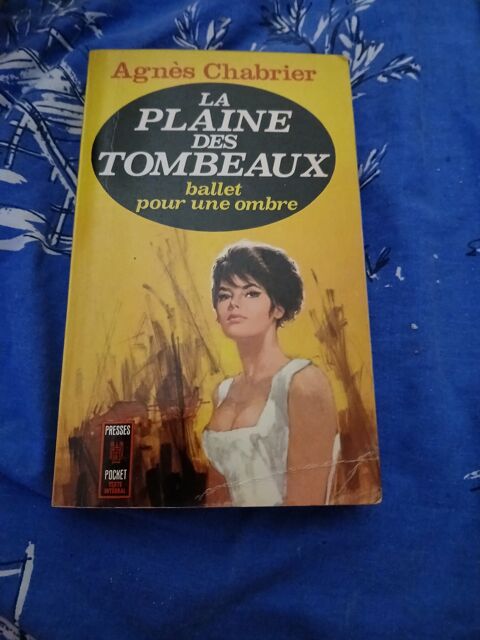 Agnès Chabrier
LA
PLAINE
DES
TOMBEAUX
ballet
pour une ombre
PRESSES
POCKET
TEXTE
INTÉGRAL